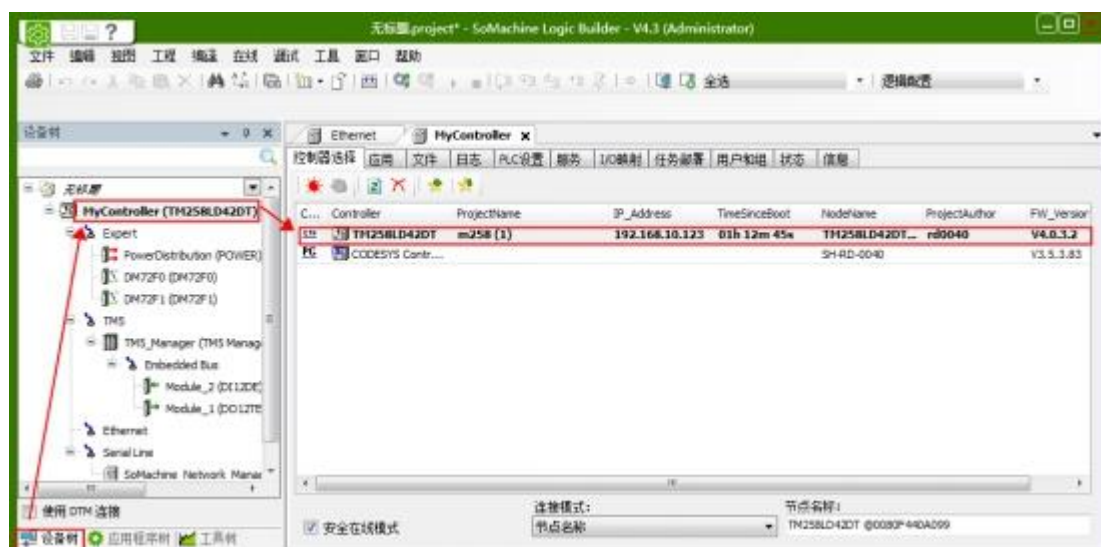 无标题.project* - SoMachine Logic Builder - V4.3 (Administrator)
文件 编辑 视图 工程 编译 在线 调试 工具 窗口 帮助
全选 逻辑配置
设备树
Ethernet MyController
控制器选择 应用 文件 日志 PLC设置 服务 I/O映射 任务部署 用户和组 状态 信息
无标题
MyController (TM258LD42DT)
Expert
PowerDistribution (POWER)
DM72F0 (DM72F0)
DM72F1 (DM72F1)
TMS
TMS_Manager (TMS Manag
Embedded Bus
Module_2 (DI12DE)
Module_1 (DO12TE
Ethernet
Serial Line
SoMachine_Network_Manag
C... Controller ProjectName IP_Address TimeSinceBoot NodeName ProjectAuthor FW_Version
TM258LD42DT m258 (1) 192.168.10.123 01h 12m 45s TM258LD42DT... rd0040 V4.0.3.2
CODESYS Contr.... SH-RD-0040 V3.5.3.83
使用 DTM 连接
连接模式: 节点名称:
安全在线模式 节点名称 TM258LD42DT @0080F440A099
设备树 应用程序树 工具树